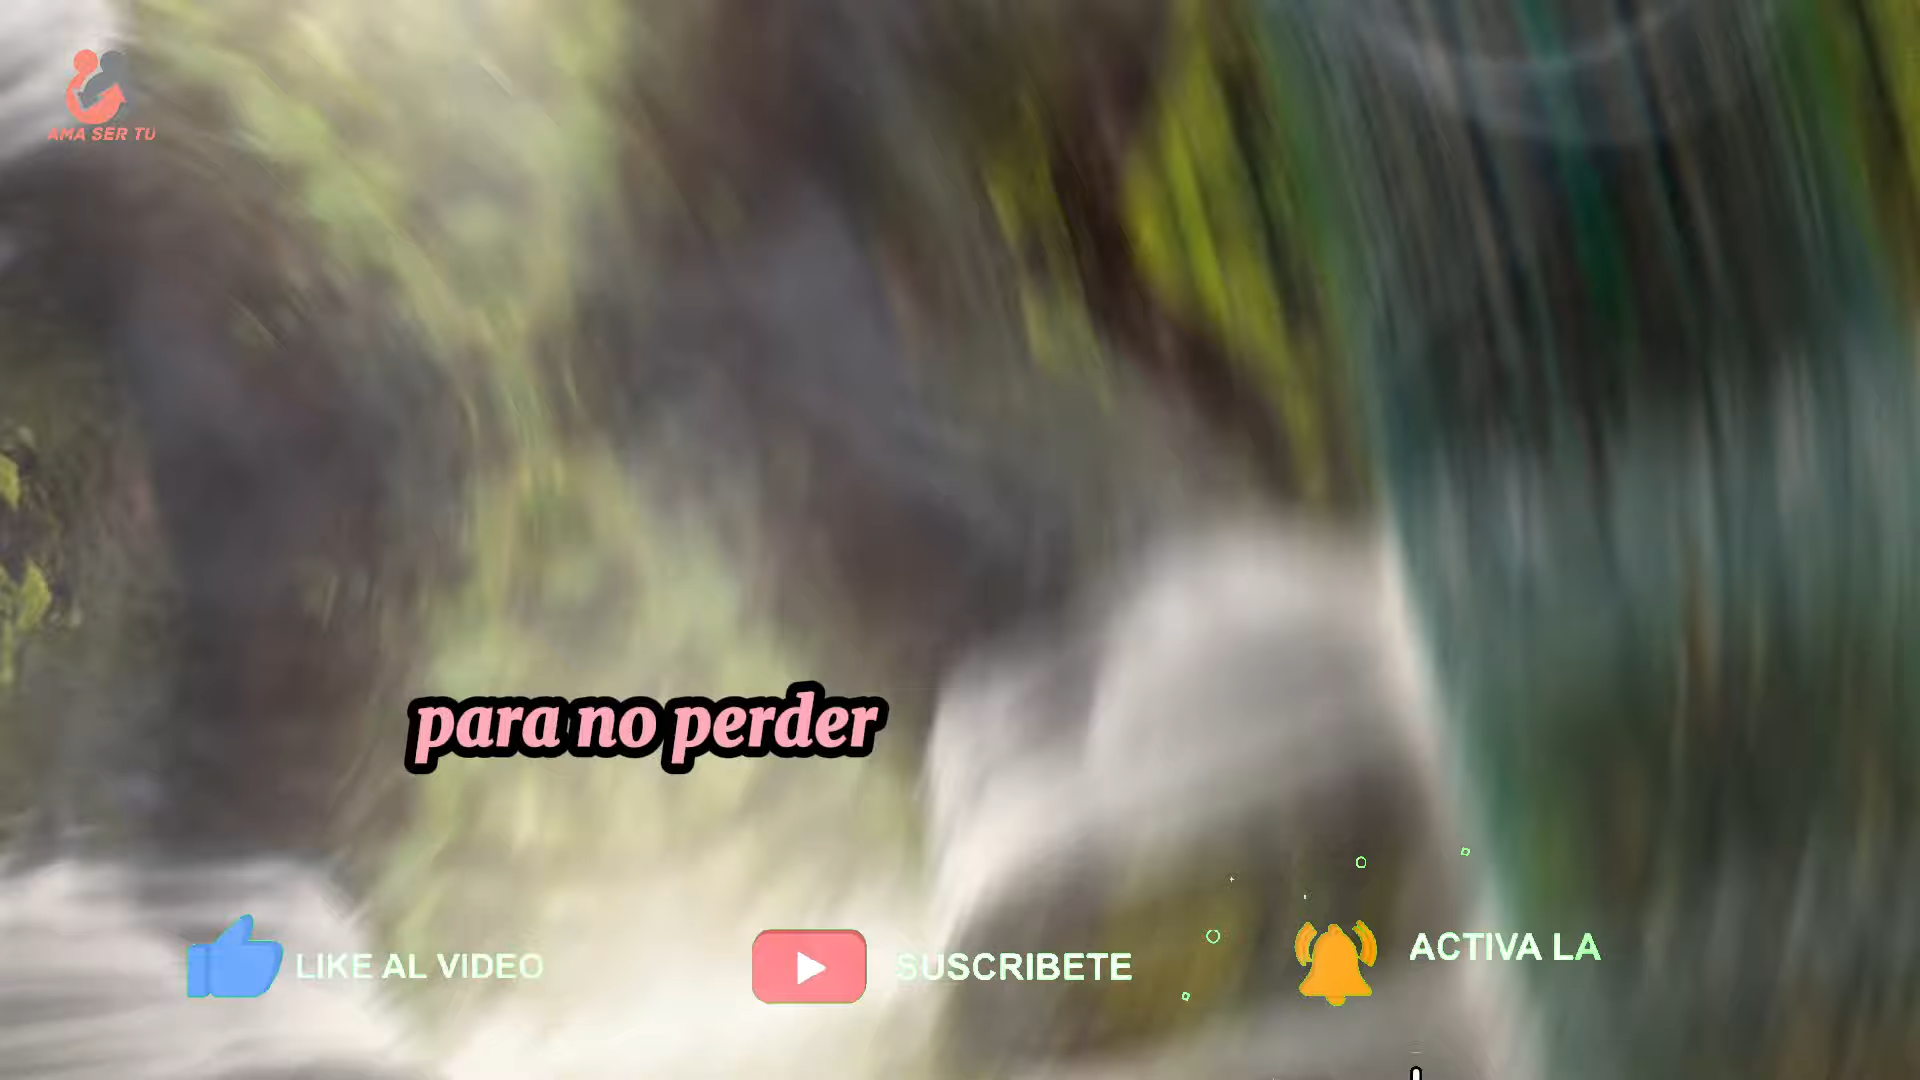 AMA SER TU
para no perder
LIKE AL VIDEO
SUSCRIBETE
ACTIVA LA